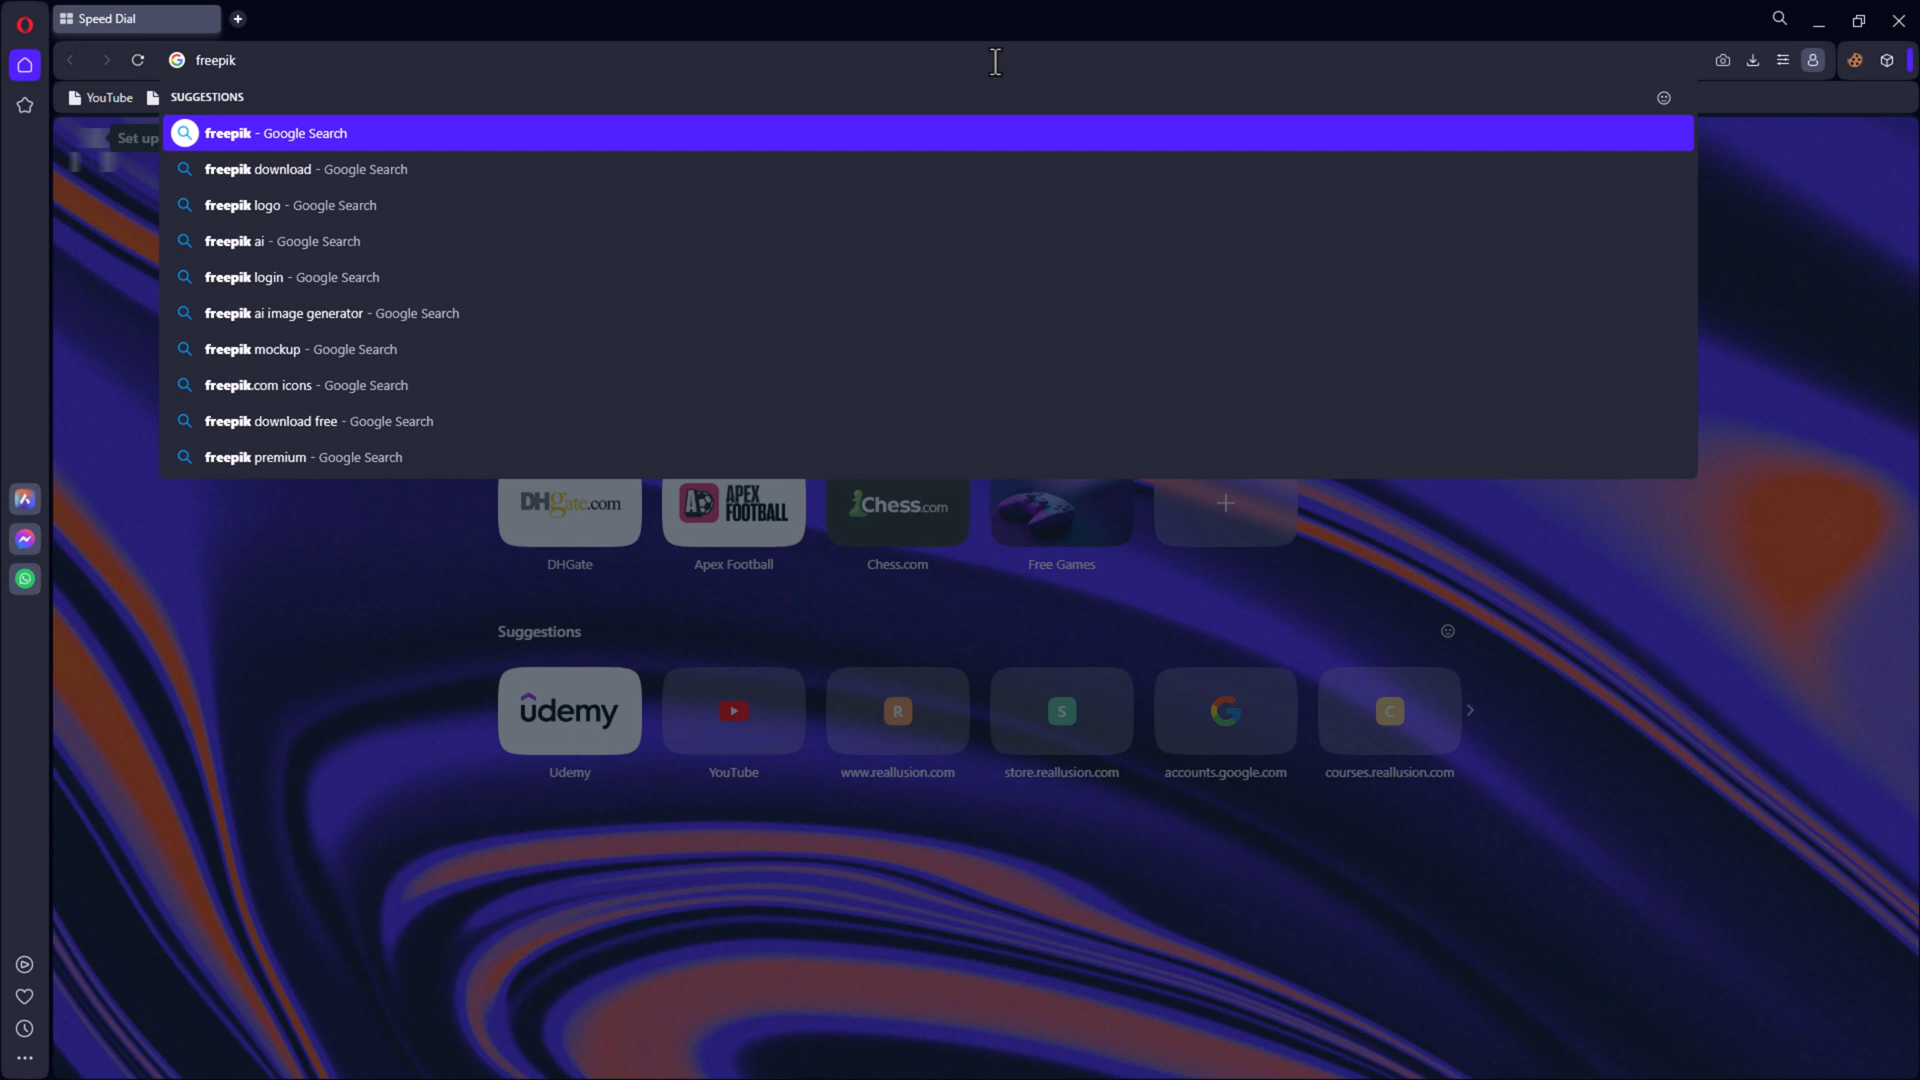 Speed Dial
freepik
YouTube
SUGGESTIONS
Set up
freepik - Google Search
freepik download - Google Search
freepik logo - Google Search
freepik ai - Google Search
freepik login - Google Search
freepik ai image generator - Google Search
freepik mockup - Google Search
freepik.com icons - Google Search
freepik download free - Google Search
freepik premium - Google Search
DHgate.com
AF APEX FOOTBALL
Chess.com
DHGate
Apex Football
Chess.com
Free Games
Suggestions
udemy
R
S
C
Udemy
YouTube
www.reallusion.com
store.reallusion.com
accounts.google.com
courses.reallusion.com